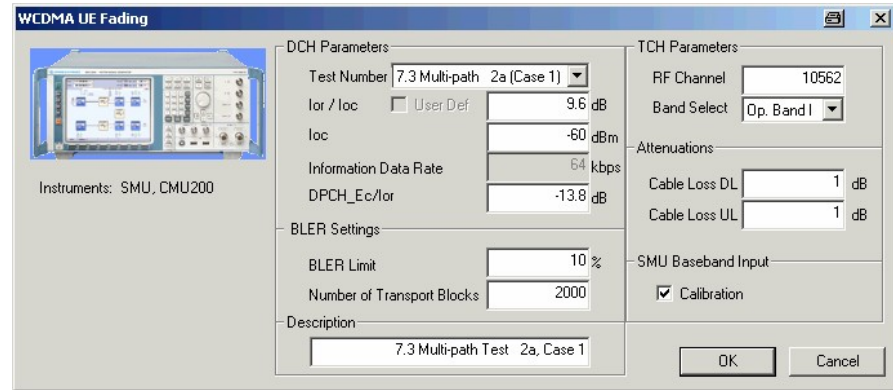 WCDMA UE Fading
Instruments: SMU, CMU200
DCH Parameters
Test Number 7.3 Multi-path 2a (Case 1)
Ior / Ioc User Def 9.6 dB
Ioc -60 dBm
Information Data Rate 64 kbps
DPCH_Ec/Ior -13.8 dB
BLER Settings
BLER Limit 10 %
Number of Transport Blocks 2000
Description
7.3 Multi-path Test 2a, Case 1
TCH Parameters
RF Channel 10562
Band Select Op. Band I
Attenuations
Cable Loss DL 1 dB
Cable Loss UL 1 dB
SMU Baseband Input
Calibration
OK Cancel